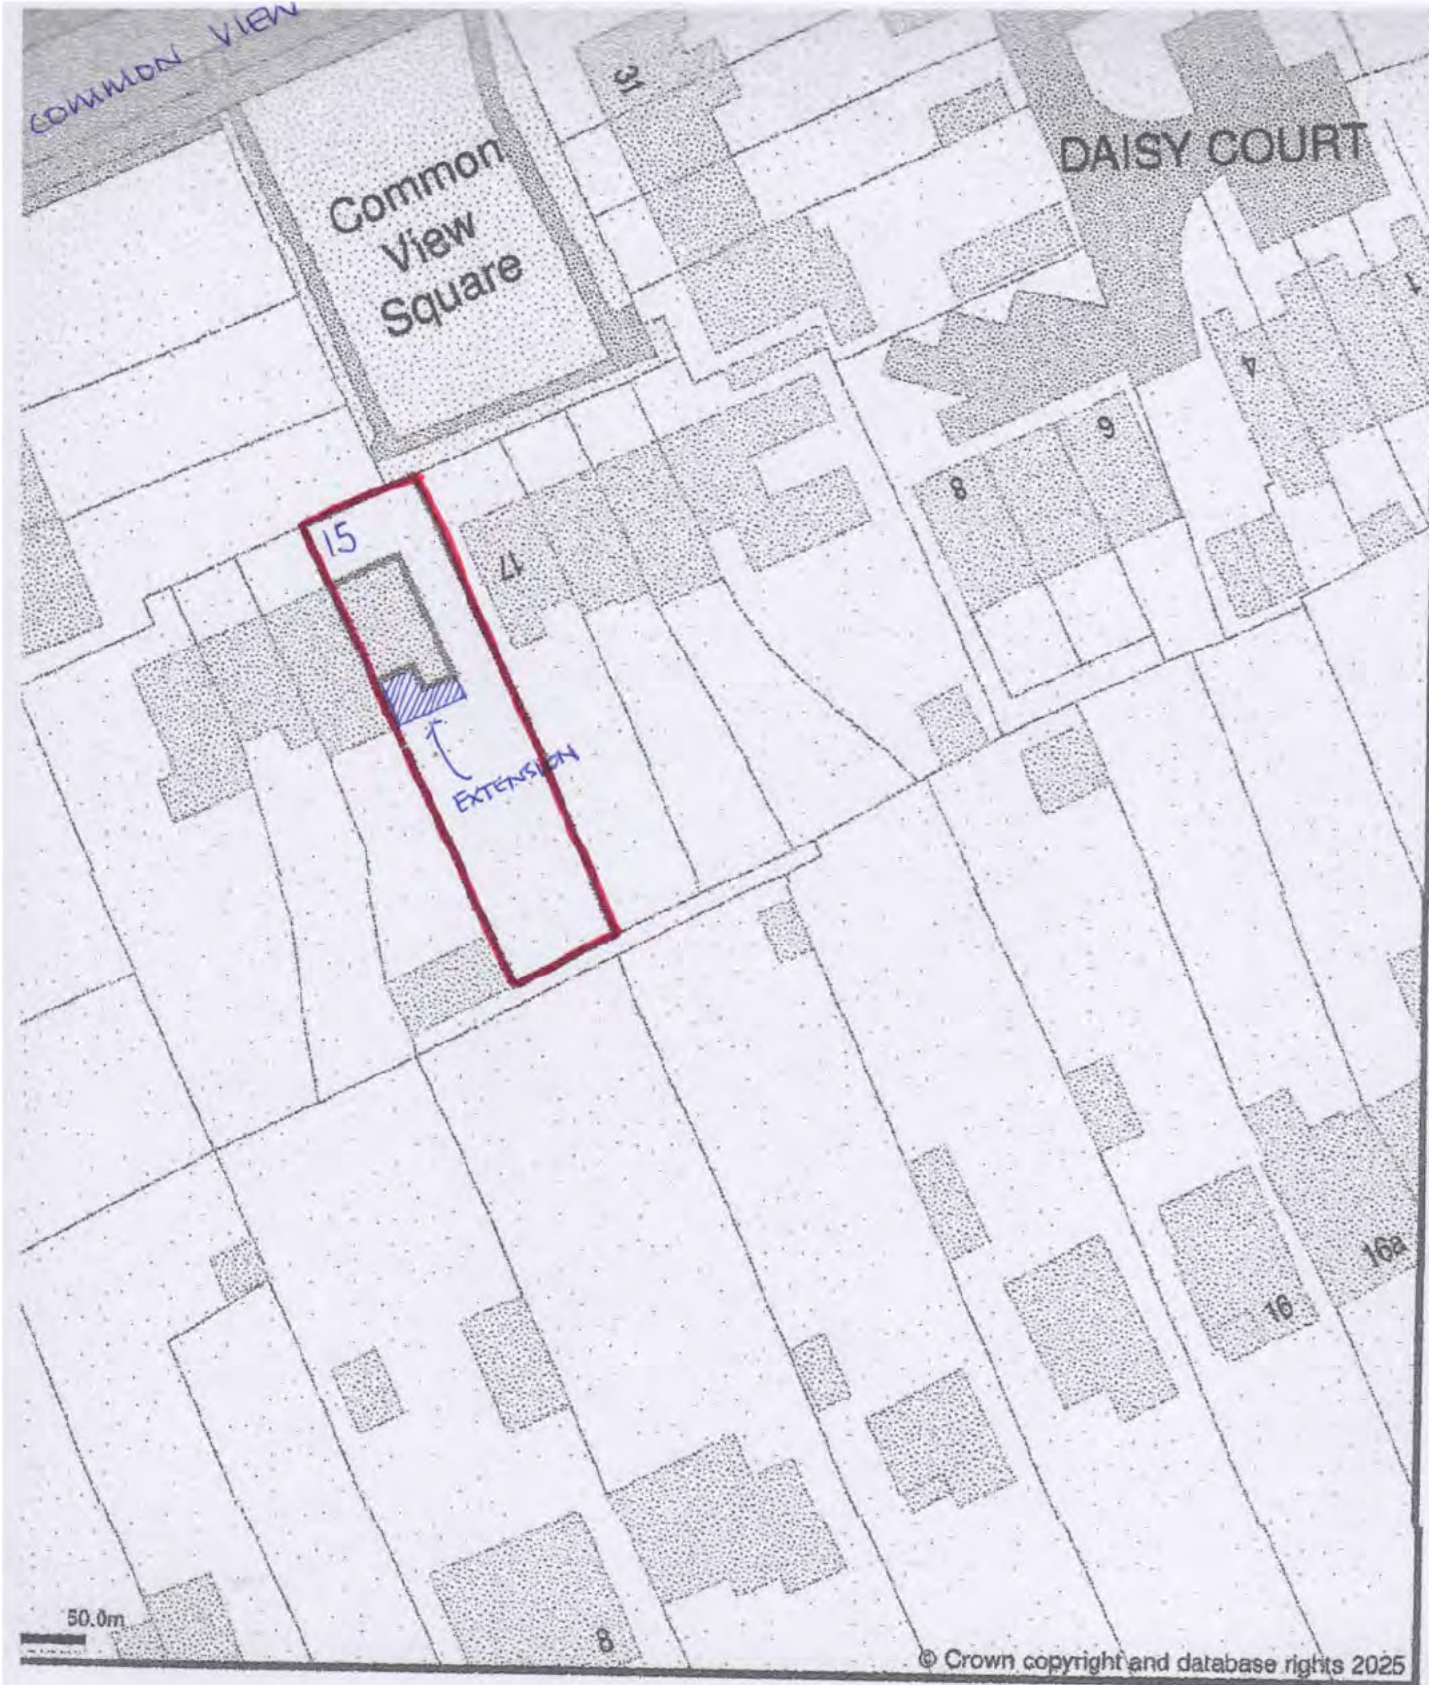 COMMON VIEW
Common
View
Square
31
DAISY COURT
1
4
6
8
15
17
EXTENSION
16a
16
8
50.0m
© Crown copyright and database rights 2025